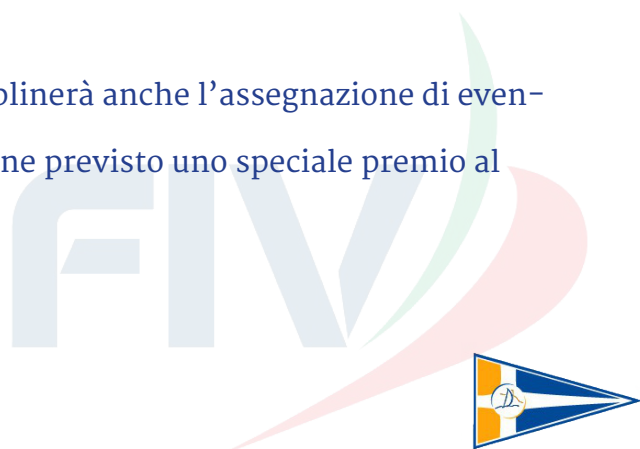 plinerà anche l’assegnazione di even-
ne previsto uno speciale premio al
FIV